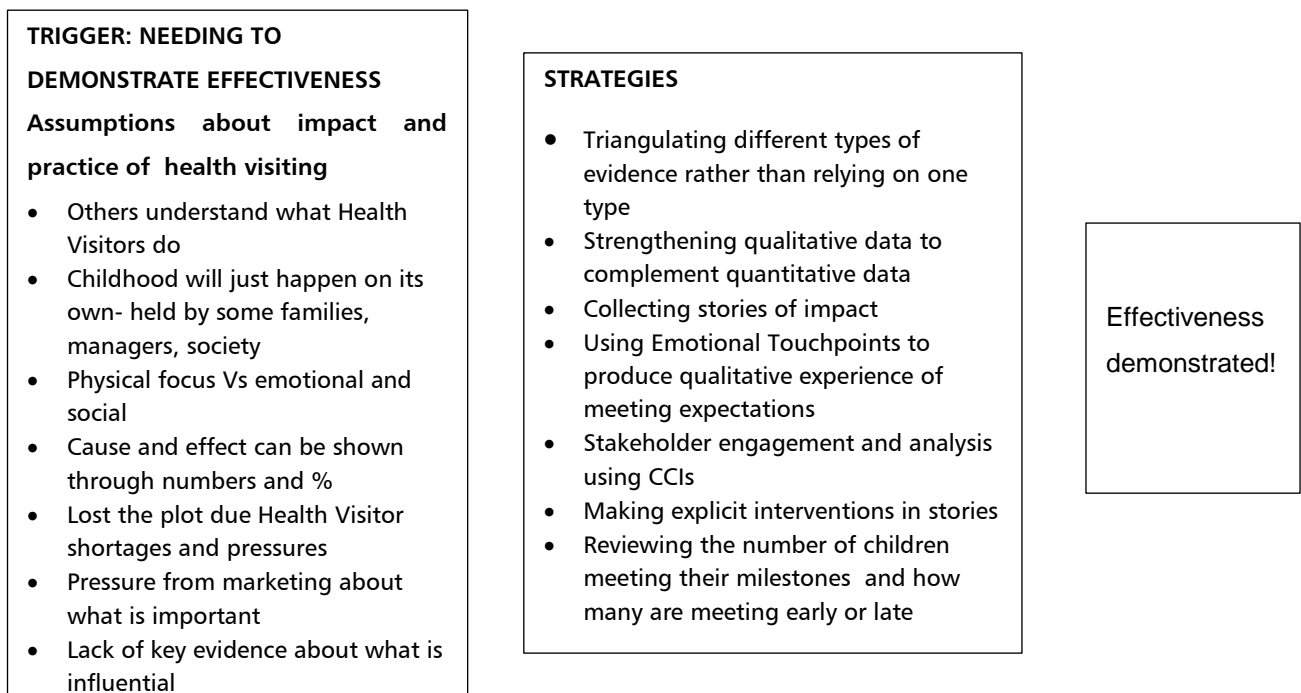 TRIGGER: NEEDING TO
DEMONSTRATE EFFECTIVENESS
Assumptions about impact and
practice of health visiting
• Others understand what Health
Visitors do
• Childhood will just happen on its
own- held by some families,
managers, society
• Physical focus Vs emotional and
social
• Cause and effect can be shown
through numbers and %
• Lost the plot due Health Visitor
shortages and pressures
• Pressure from marketing about
what is important
• Lack of key evidence about what is
influential
STRATEGIES
• Triangulating different types of
evidence rather than relying on one
type
• Strengthening qualitative data to
complement quantitative data
• Collecting stories of impact
• Using Emotional Touchpoints to
produce qualitative experience of
meeting expectations
• Stakeholder engagement and analysis
using CCIs
• Making explicit interventions in stories
• Reviewing the number of children
meeting their milestones and how
many are meeting early or late
Effectiveness
demonstrated!